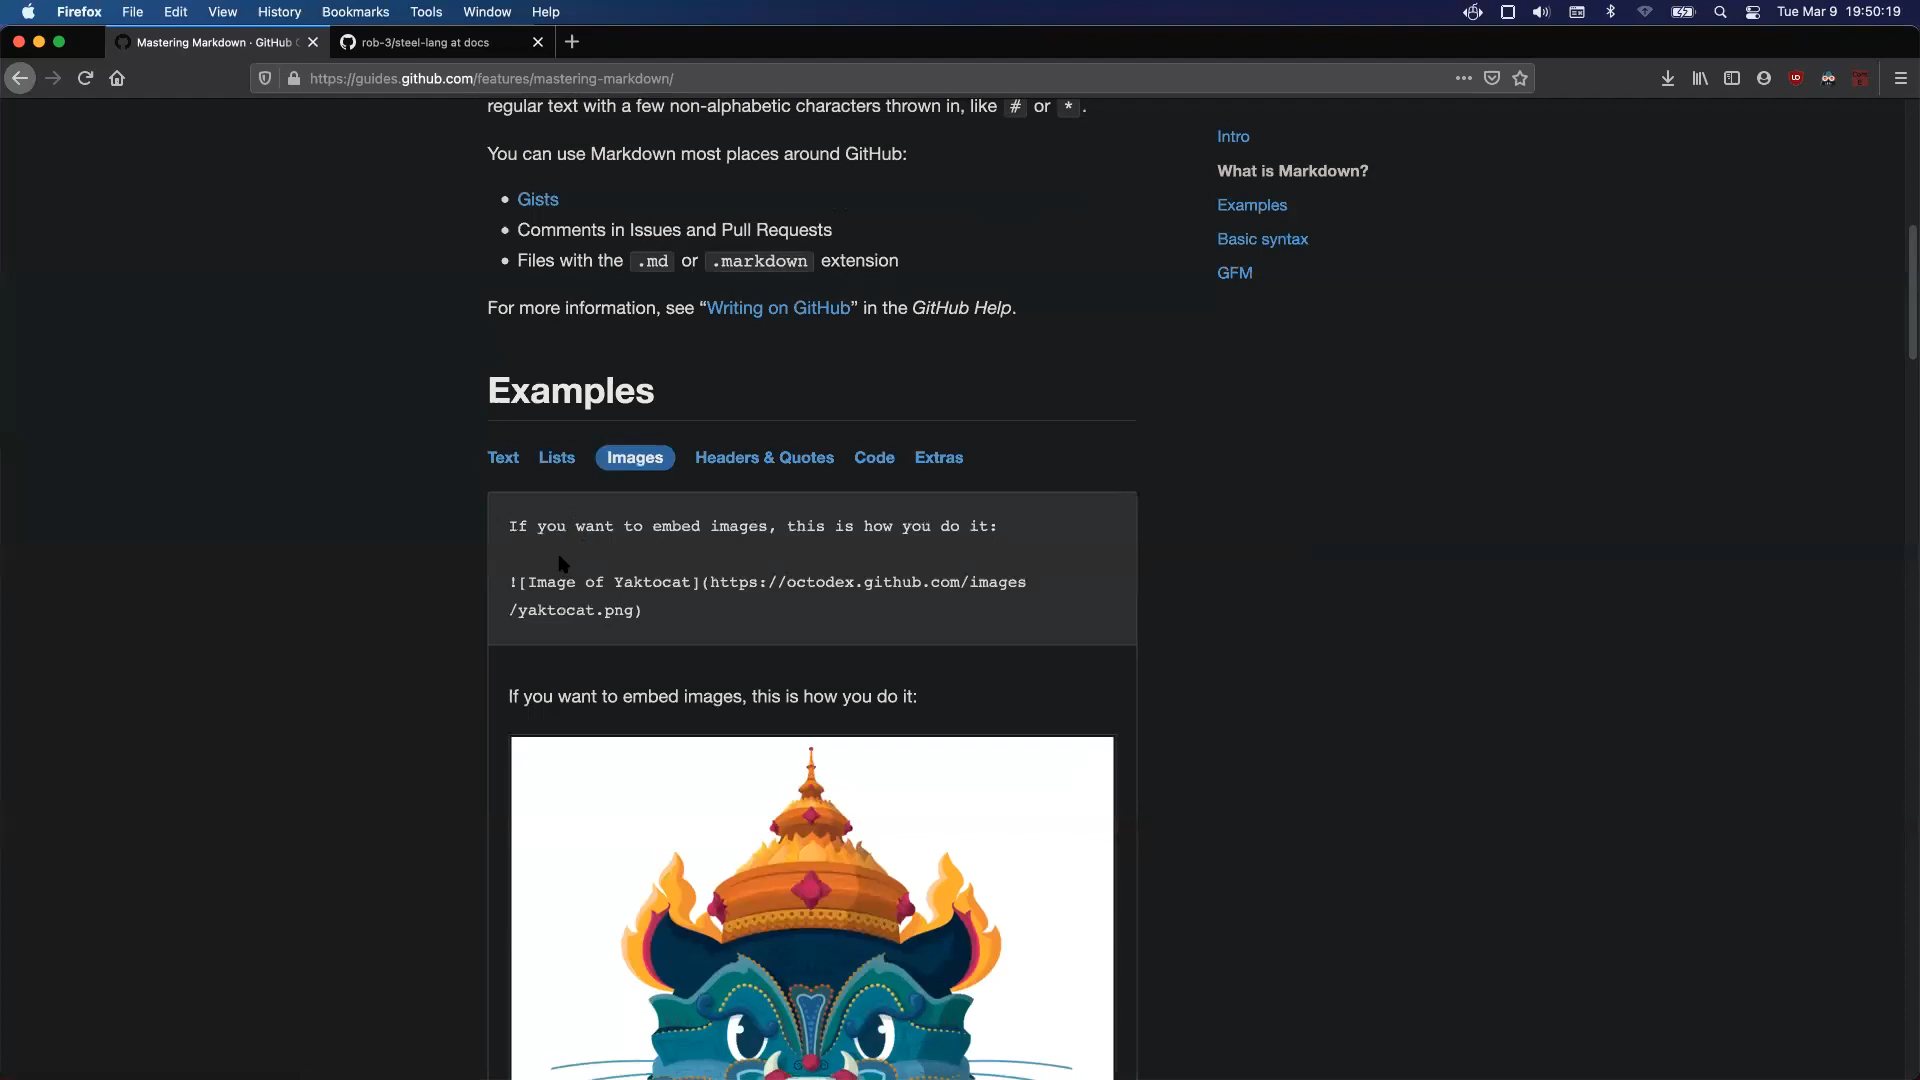 Firefox File Edit View History Bookmarks Tools Window Help Tue Mar 9 19:50:19
Mastering Markdown · GitHub rob-3/steel-lang at docs
https://guides.github.com/features/mastering-markdown/
regular text with a few non-alphabetic characters thrown in, like # or *.
Intro
You can use Markdown most places around GitHub:
What is Markdown?
Gists
Examples
Comments in Issues and Pull Requests
Basic syntax
Files with the .md or .markdown extension
GFM
For more information, see “Writing on GitHub” in the GitHub Help.
Examples
Text Lists Images Headers & Quotes Code Extras
If you want to embed images, this is how you do it:
![Image of Yaktocat](https://octodex.github.com/images
/yaktocat.png)
If you want to embed images, this is how you do it: